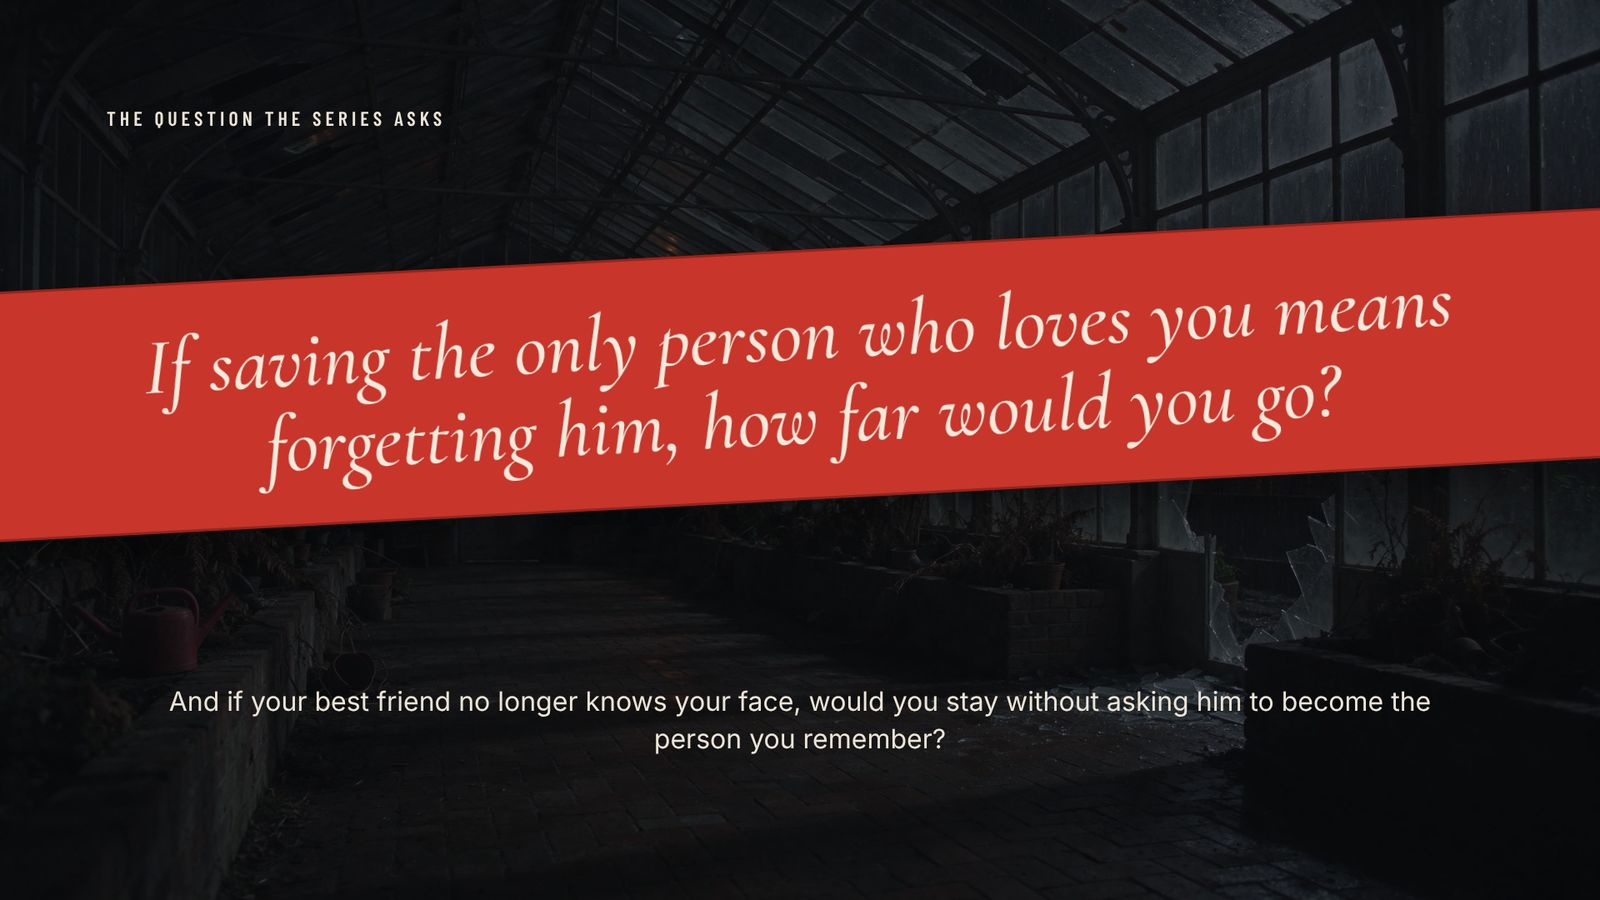 THE QUESTION THE SERIES ASKS
If saving the only person who loves you means
forgetting him, how far would you go?
And if your best friend no longer knows your face, would you stay without asking him to become the
person you remember?